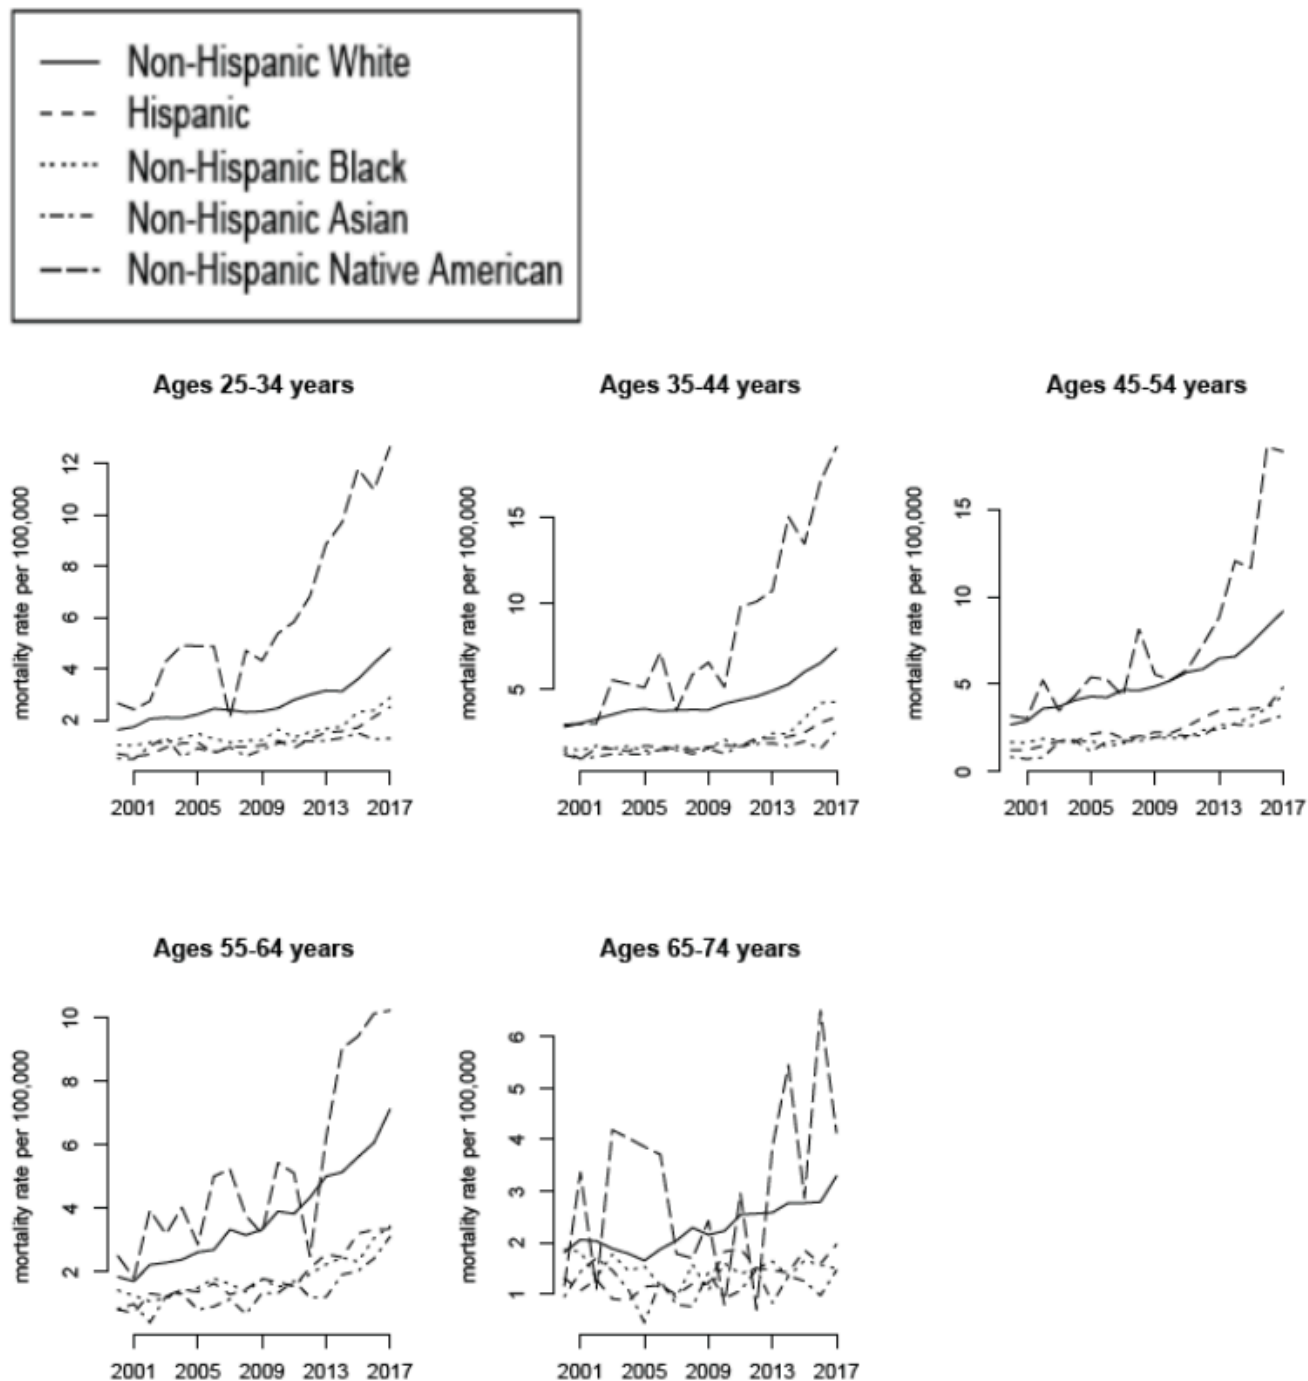 Non-Hispanic White
Hispanic
Non-Hispanic Black
Non-Hispanic Asian
Non-Hispanic Native American
Ages 25-34 years
mortality rate per 100,000
12
10
8
6
4
2
2001 2005 2009 2013 2017
Ages 35-44 years
mortality rate per 100,000
15
10
5
2001 2005 2009 2013 2017
Ages 45-54 years
mortality rate per 100,000
15
10
5
0
2001 2005 2009 2013 2017
Ages 55-64 years
mortality rate per 100,000
10
8
6
4
2
2001 2005 2009 2013 2017
Ages 65-74 years
mortality rate per 100,000
6
5
4
3
2
1
2001 2005 2009 2013 2017